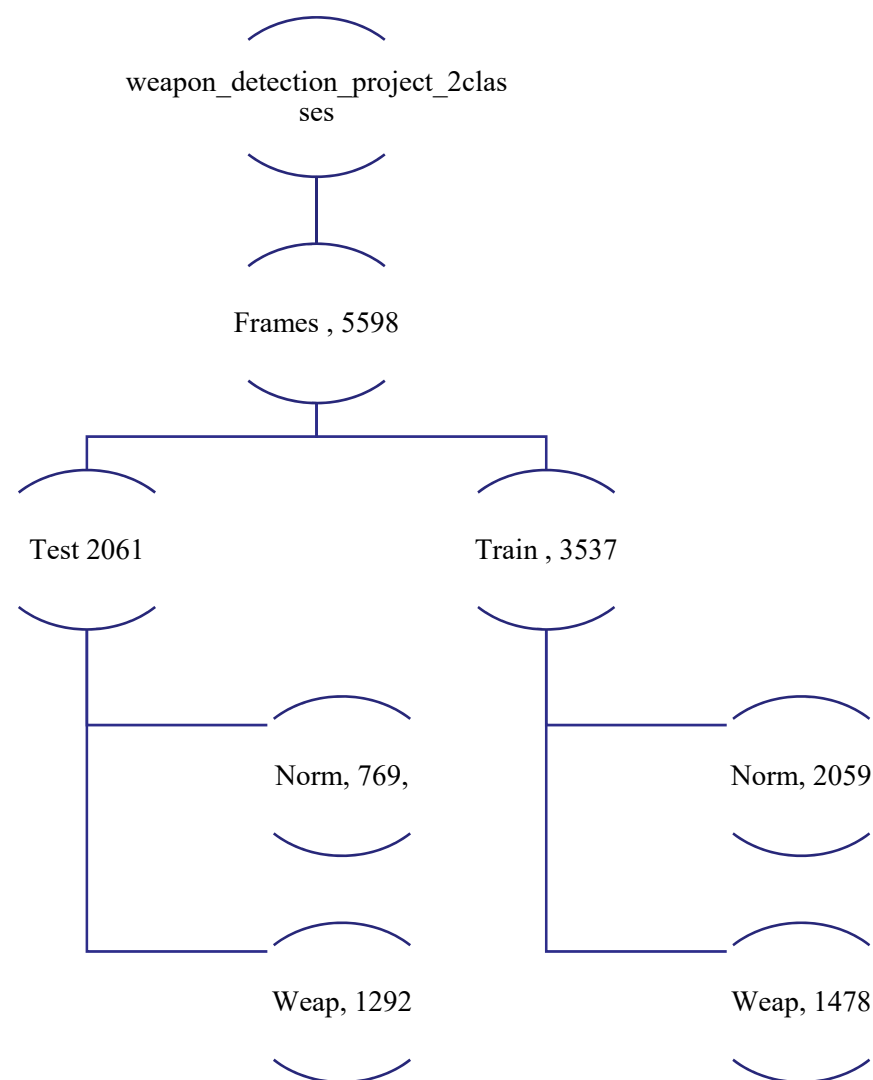 weapon_detection_project_2clas
ses
Frames , 5598
Test 2061
Train , 3537
Norm, 769,
Norm, 2059
Weap, 1292
Weap, 1478